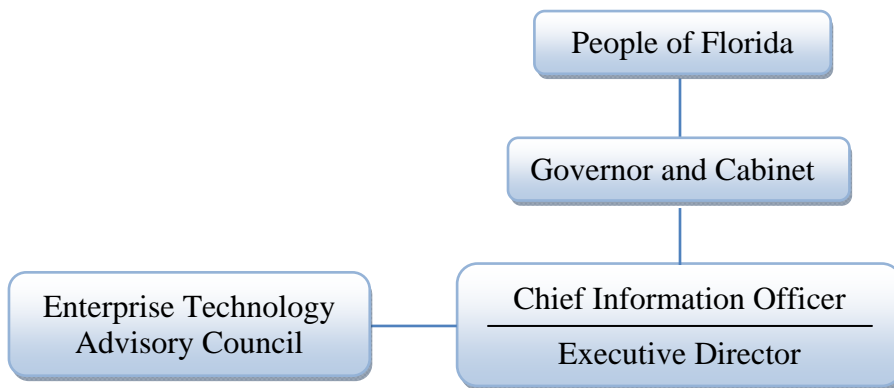 People of Florida
Governor and Cabinet
Enterprise Technology
Advisory Council
Chief Information Officer
Executive Director